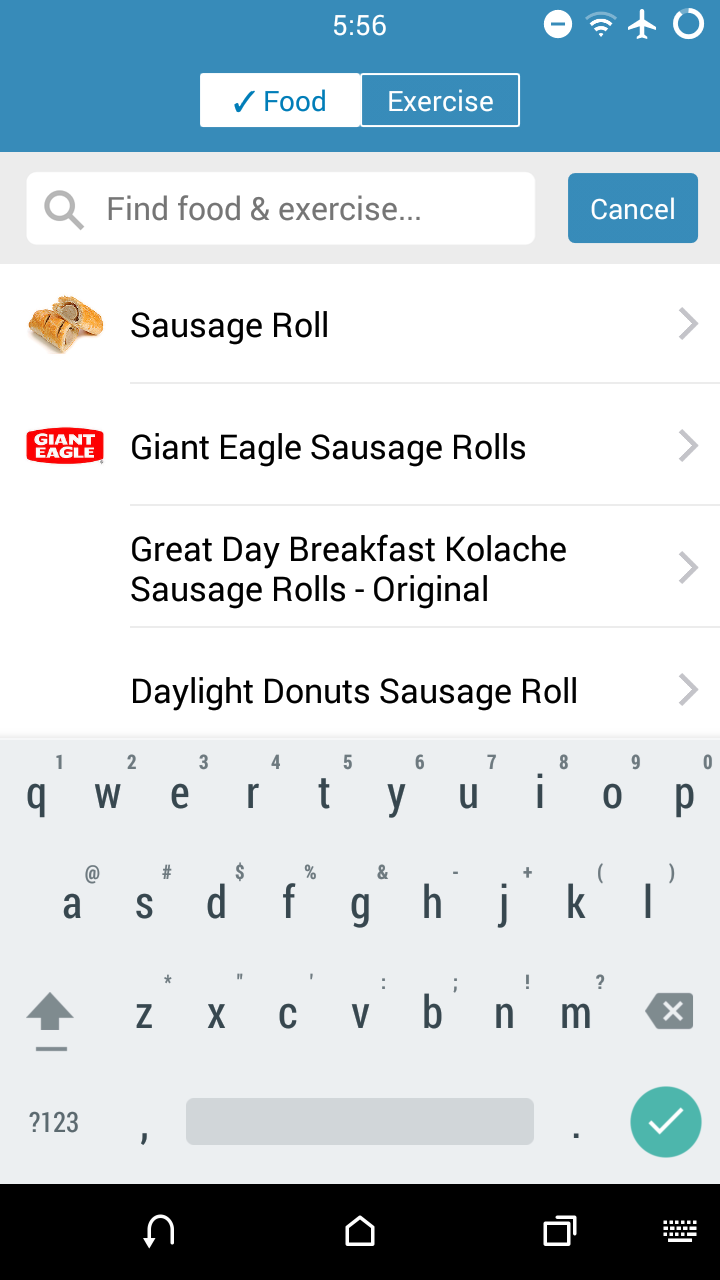 5:56
✓ Food
Exercise
Find food & exercise...
Cancel
Sausage Roll
GIANT
EAGLE
Giant Eagle Sausage Rolls
Great Day Breakfast Kolache
Sausage Rolls - Original
Daylight Donuts Sausage Roll
1 2 3 4 5 6 7 8 9 0
q w e r t y u i o p
@ # $ % & - + ( )
a s d f g h j k l
* " ' : ; ! ?
z x c v b n m
?123 , .